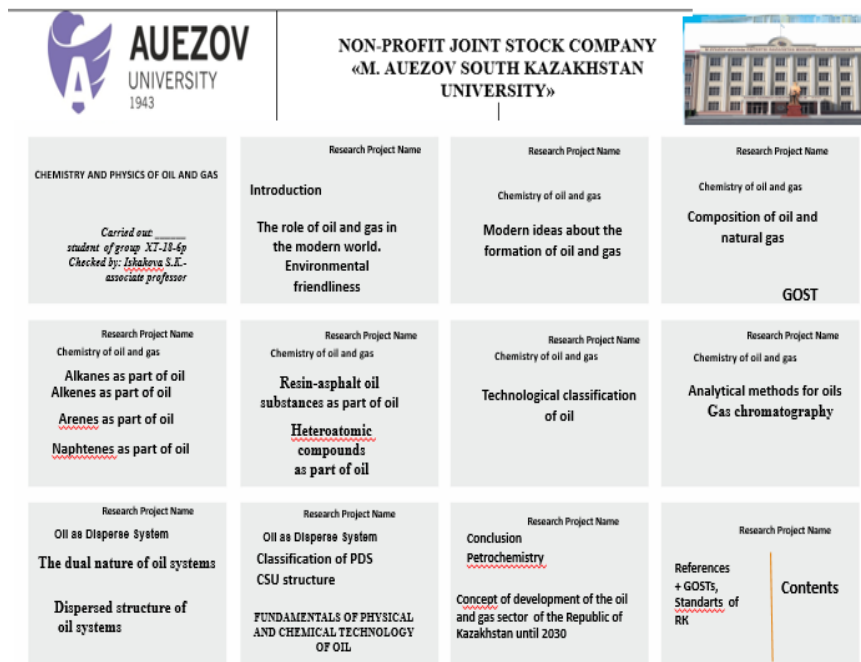 AUEZOV
UNIVERSITY
1943
NON-PROFIT JOINT STOCK COMPANY
«M. AUEZOV SOUTH KAZAKHSTAN
UNIVERSITY»
CHEMISTRY AND PHYSICS OF OIL AND GAS
Carried out: ______
student of group ХТ-18-6р
Checked by: Iskakova S.K.-
associate professor
Research Project Name
Introduction
The role of oil and gas in
the modern world.
Environmental
friendliness
Research Project Name
Chemistry of oil and gas
Modern ideas about the
formation of oil and gas
Research Project Name
Chemistry of oil and gas
Composition of oil and
natural gas
GOST
Research Project Name
Chemistry of oil and gas
Alkanes as part of oil
Alkenes as part of oil
Arenes as part of oil
Naphtenes as part of oil
Research Project Name
Chemistry of oil and gas
Resin-asphalt oil
substances as part of oil
Heteroatomic
compounds
as part of oil
Research Project Name
Chemistry of oil and gas
Technological classification
of oil
Research Project Name
Chemistry of oil and gas
Analytical methods for oils
Gas chromatography
Research Project Name
Oil as Disperse System
The dual nature of oil systems
Dispersed structure of
oil systems
Research Project Name
Oil as Disperse System
Classification of PDS
CSU structure
FUNDAMENTALS OF PHYSICAL
AND CHEMICAL TECHNOLOGY
OF OIL
Research Project Name
Conclusion
Petrochemistry
Concept of development of the oil
and gas sector of the Republic of
Kazakhstan until 2030
Research Project Name
References
+ GOSTs,
Standarts of
RK
Contents